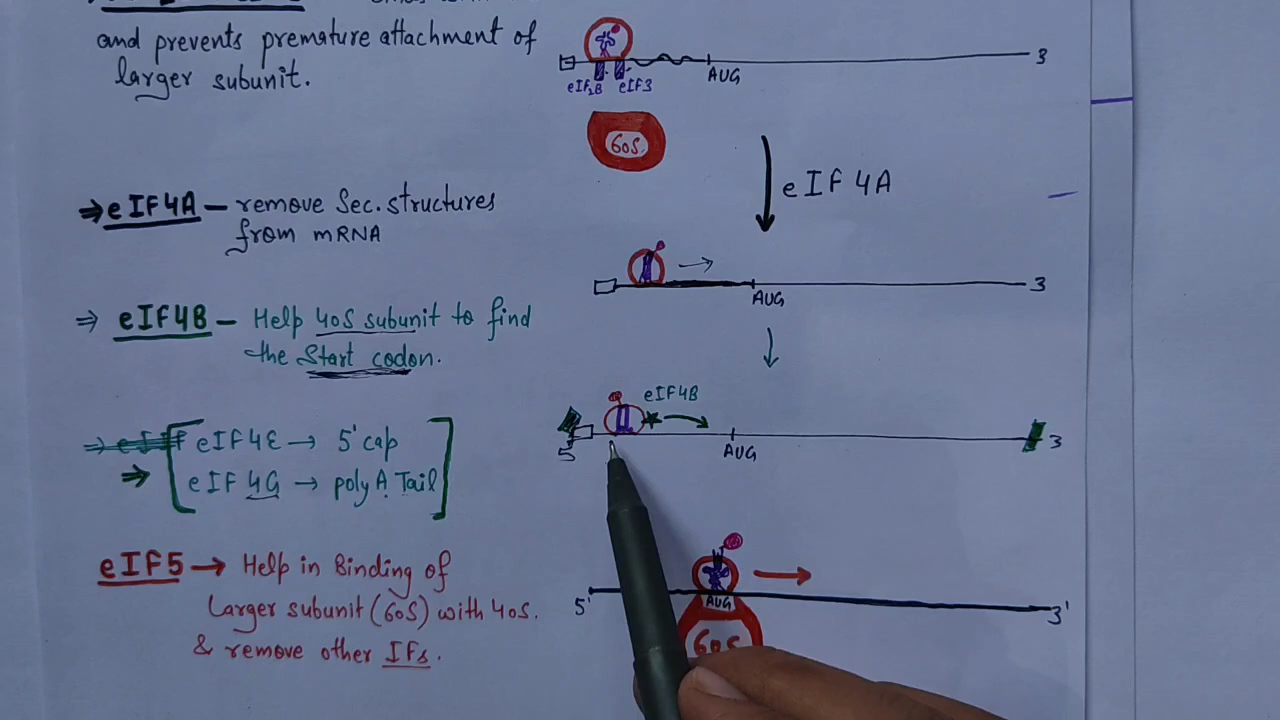 and prevents premature attachment of
larger subunit.
⇒ eIF4A – remove Sec. structures
from mRNA
⇒ eIF4B – Help 40S subunit to find
the Start codon.
eIF4E → 5' cap
⇒ eIF 4G → poly A Tail
eIF5 → Help in Binding of
Larger subunit (60S) with 40S.
& remove other IFs.
AUG
3
eIF3
60S
eIF 4A
AUG
3
eIF4B
5
AUG
3
5'
AUG
3'
60S